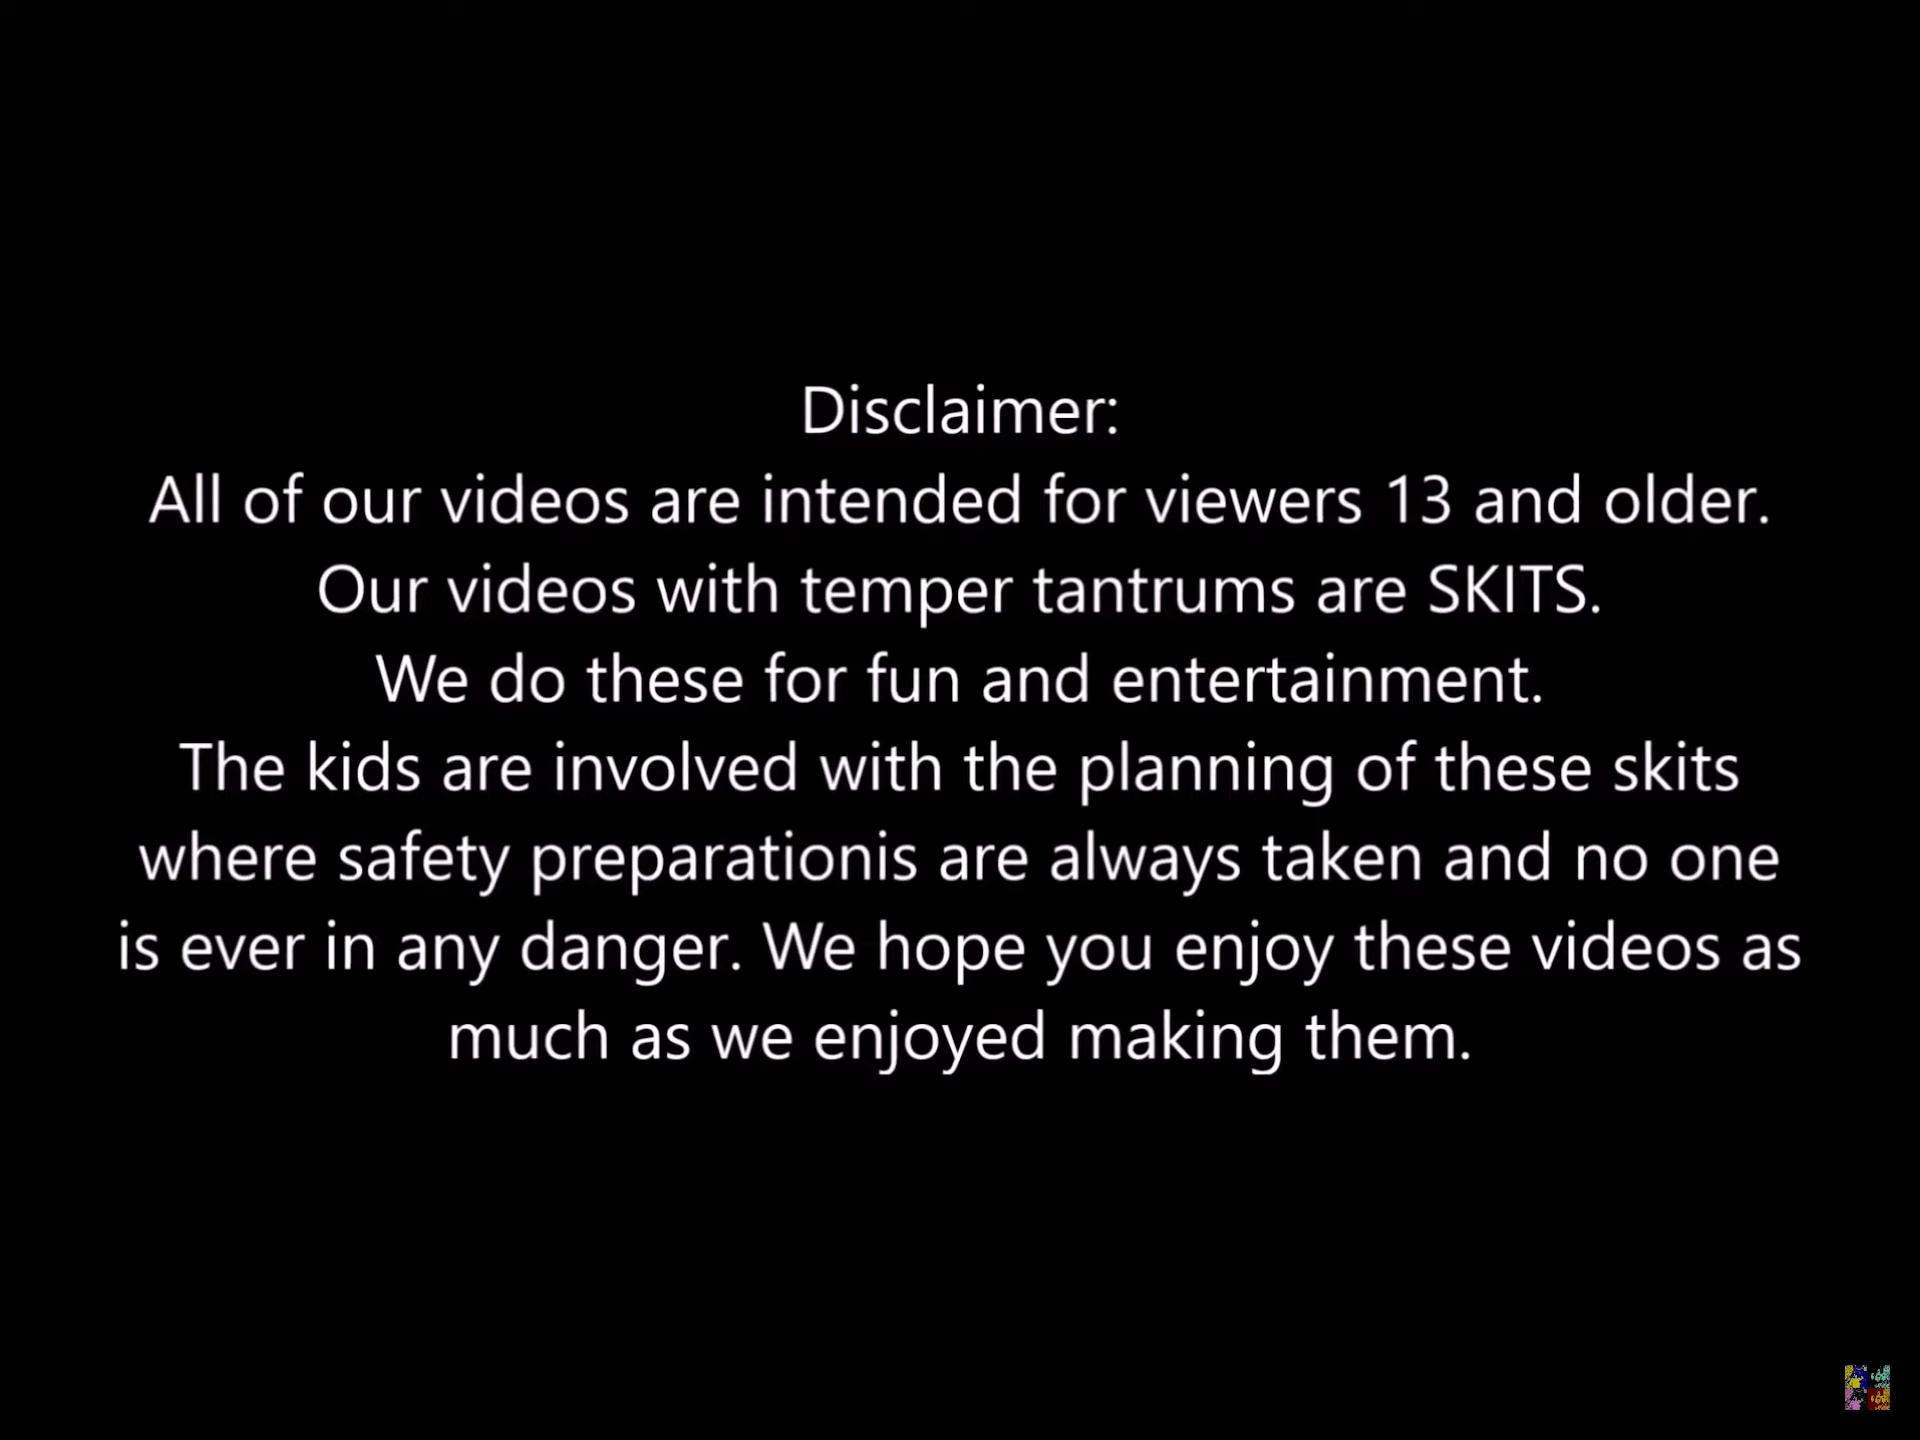 Disclaimer:
All of our videos are intended for viewers 13 and older.
Our videos with temper tantrums are SKITS.
We do these for fun and entertainment.
The kids are involved with the planning of these skits
where safety preparationis are always taken and no one
is ever in any danger. We hope you enjoy these videos as
much as we enjoyed making them.